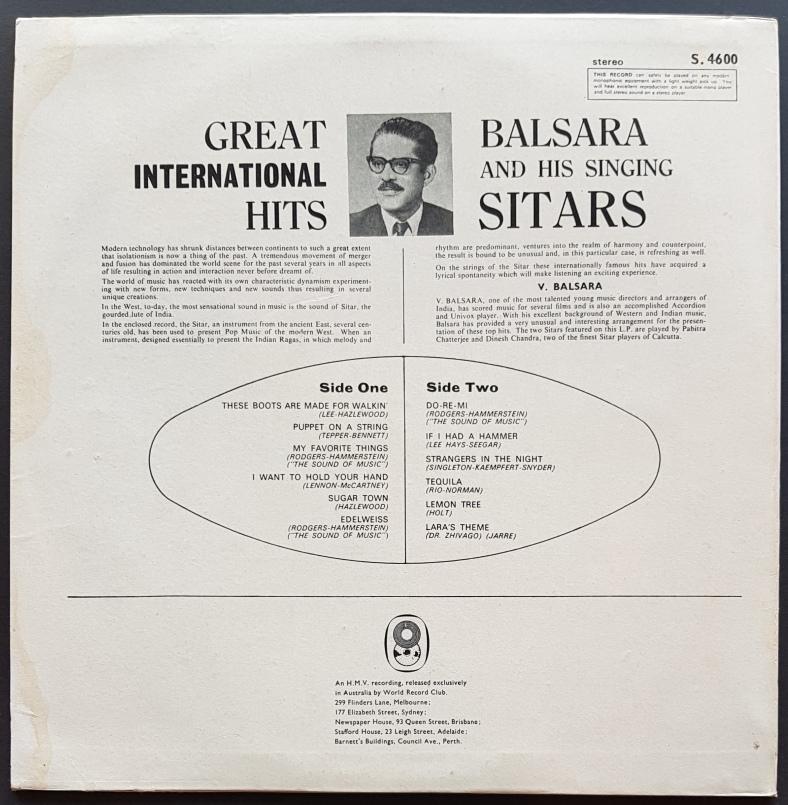 stereo S. 4600
THIS RECORD can safely be played on any modern
monophonic equipment with a light weight pick up. You
will hear excellent reproduction on a suitable mono player
and full stereo sound on a stereo player.
GREAT
INTERNATIONAL
HITS
BALSARA
AND HIS SINGING
SITARS
Modern technology has shrunk distances between continents to such a great extent
that isolationism is now a thing of the past. A tremendous movement of merger
and fusion has dominated the world scene for the past several years in all aspects
of life resulting in action and interaction never before dreamt of.
The world of music has reacted with its own characteristic dynamism experiment-
ing with new forms, new techniques and new sounds thus resulting in several
unique creations.
In the West, to-day, the most sensational sound in music is the sound of Sitar, the
gourded lute of India.
In the enclosed record, the Sitar, an instrument from the ancient East, several cen-
turies old, has been used to present Pop Music of the modern West. When an
instrument, designed essentially to present the Indian Ragas, in which melody and
rhythm are predominant, ventures into the realm of harmony and counterpoint,
the result is bound to be unusual and, in this particular case, is refreshing as well.
On the strings of the Sitar these internationally famous hits have acquired a
lyrical spontaneity which will make listening an exciting experience.
V. BALSARA
V. BALSARA, one of the most talented young music directors and arrangers of
India, has scored music for several films and is also an accomplished Accordion
and Univox player. With his excellent background of Western and Indian music,
Balsara has provided a very unusual and interesting arrangement for the presen-
tation of these top hits. The two Sitars featured on this L.P. are played by Pabitra
Chatterjee and Dinesh Chandra, two of the finest Sitar players of Calcutta.
Side One
THESE BOOTS ARE MADE FOR WALKIN'
(LEE-HAZLEWOOD)
PUPPET ON A STRING
(TEPPER-BENNETT)
MY FAVORITE THINGS
(RODGERS-HAMMERSTEIN)
("THE SOUND OF MUSIC")
I WANT TO HOLD YOUR HAND
(LENNON-McCARTNEY)
SUGAR TOWN
(HAZLEWOOD)
EDELWEISS
(RODGERS-HAMMERSTEIN)
("THE SOUND OF MUSIC")
Side Two
DO-RE-MI
(RODGERS-HAMMERSTEIN)
("THE SOUND OF MUSIC")
IF I HAD A HAMMER
(LEE HAYS-SEEGAR)
STRANGERS IN THE NIGHT
(SINGLETON-KAEMPFERT-SNYDER)
TEQUILA
(RIO-NORMAN)
LEMON TREE
(HOLT)
LARA'S THEME
(DR. ZHIVAGO) (JARRE)
An H.M.V. recording, released exclusively
in Australia by World Record Club.
299 Flinders Lane, Melbourne;
177 Elizabeth Street, Sydney;
Newspaper House, 93 Queen Street, Brisbane;
Stafford House, 23 Leigh Street, Adelaide;
Barnett's Buildings, Council Ave., Perth.